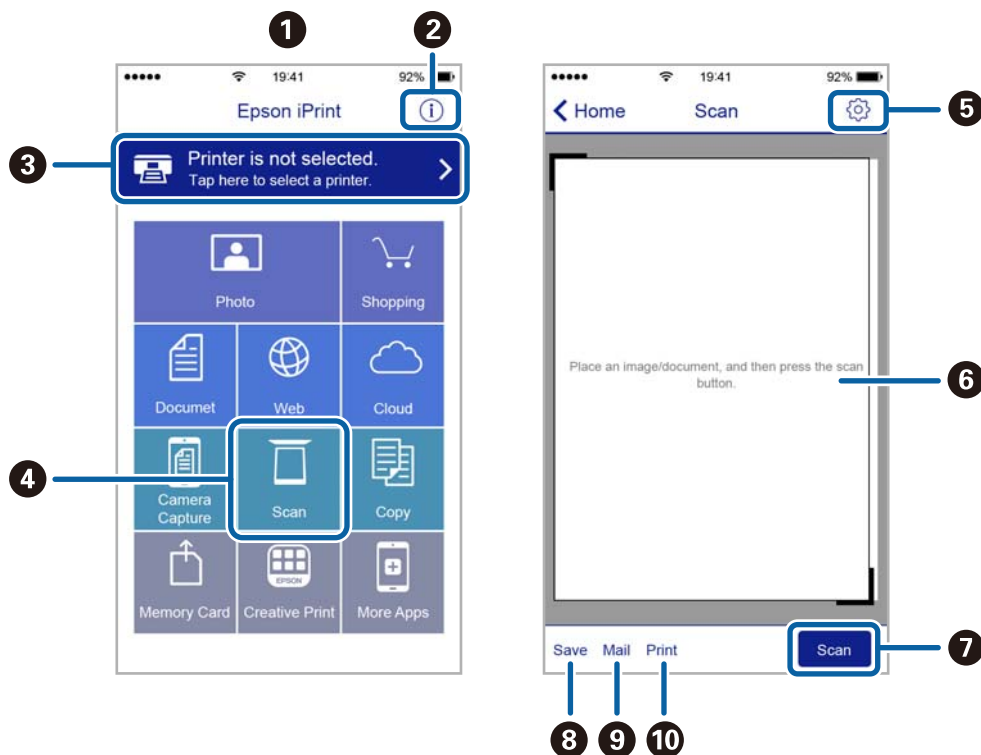 1
2
19:41
92%
Epson iPrint
i
3
Printer is not selected.
Tap here to select a printer.
Photo
Shopping
Documet
Web
Cloud
4
Camera
Capture
Scan
Copy
EPSON
Memory Card
Creative Print
More Apps
19:41
92%
Home
Scan
5
Place an image/document, and then press the scan
button.
6
Save Mail Print
Scan
7
8
9
10